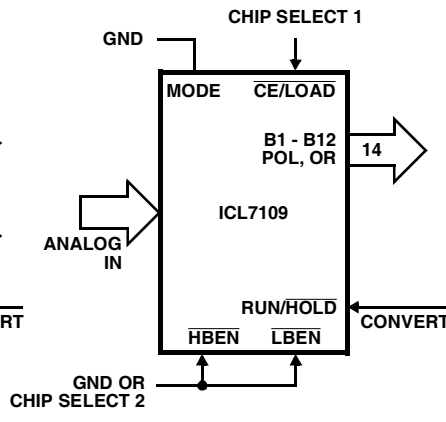 CHIP SELECT 1
GND
MODE
CE/LOAD
B1 - B12
POL, OR
14
ICL7109
ANALOG
IN
RUN/HOLD
RT
CONVERT
HBEN
LBEN
GND OR
CHIP SELECT 2